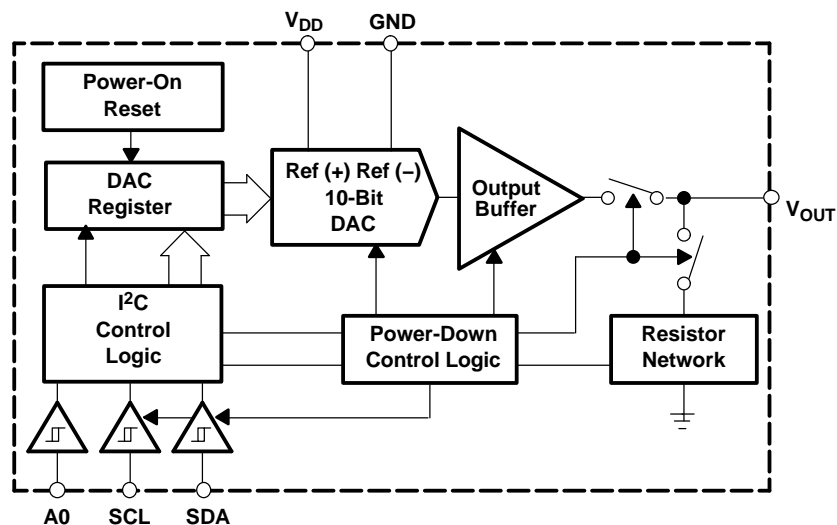 VDD GND
Power-On
Reset
DAC
Register
Ref (+) Ref (–)
10-Bit
DAC
Output
Buffer
VOUT
I²C
Control
Logic
Power-Down
Control Logic
Resistor
Network
A0 SCL SDA